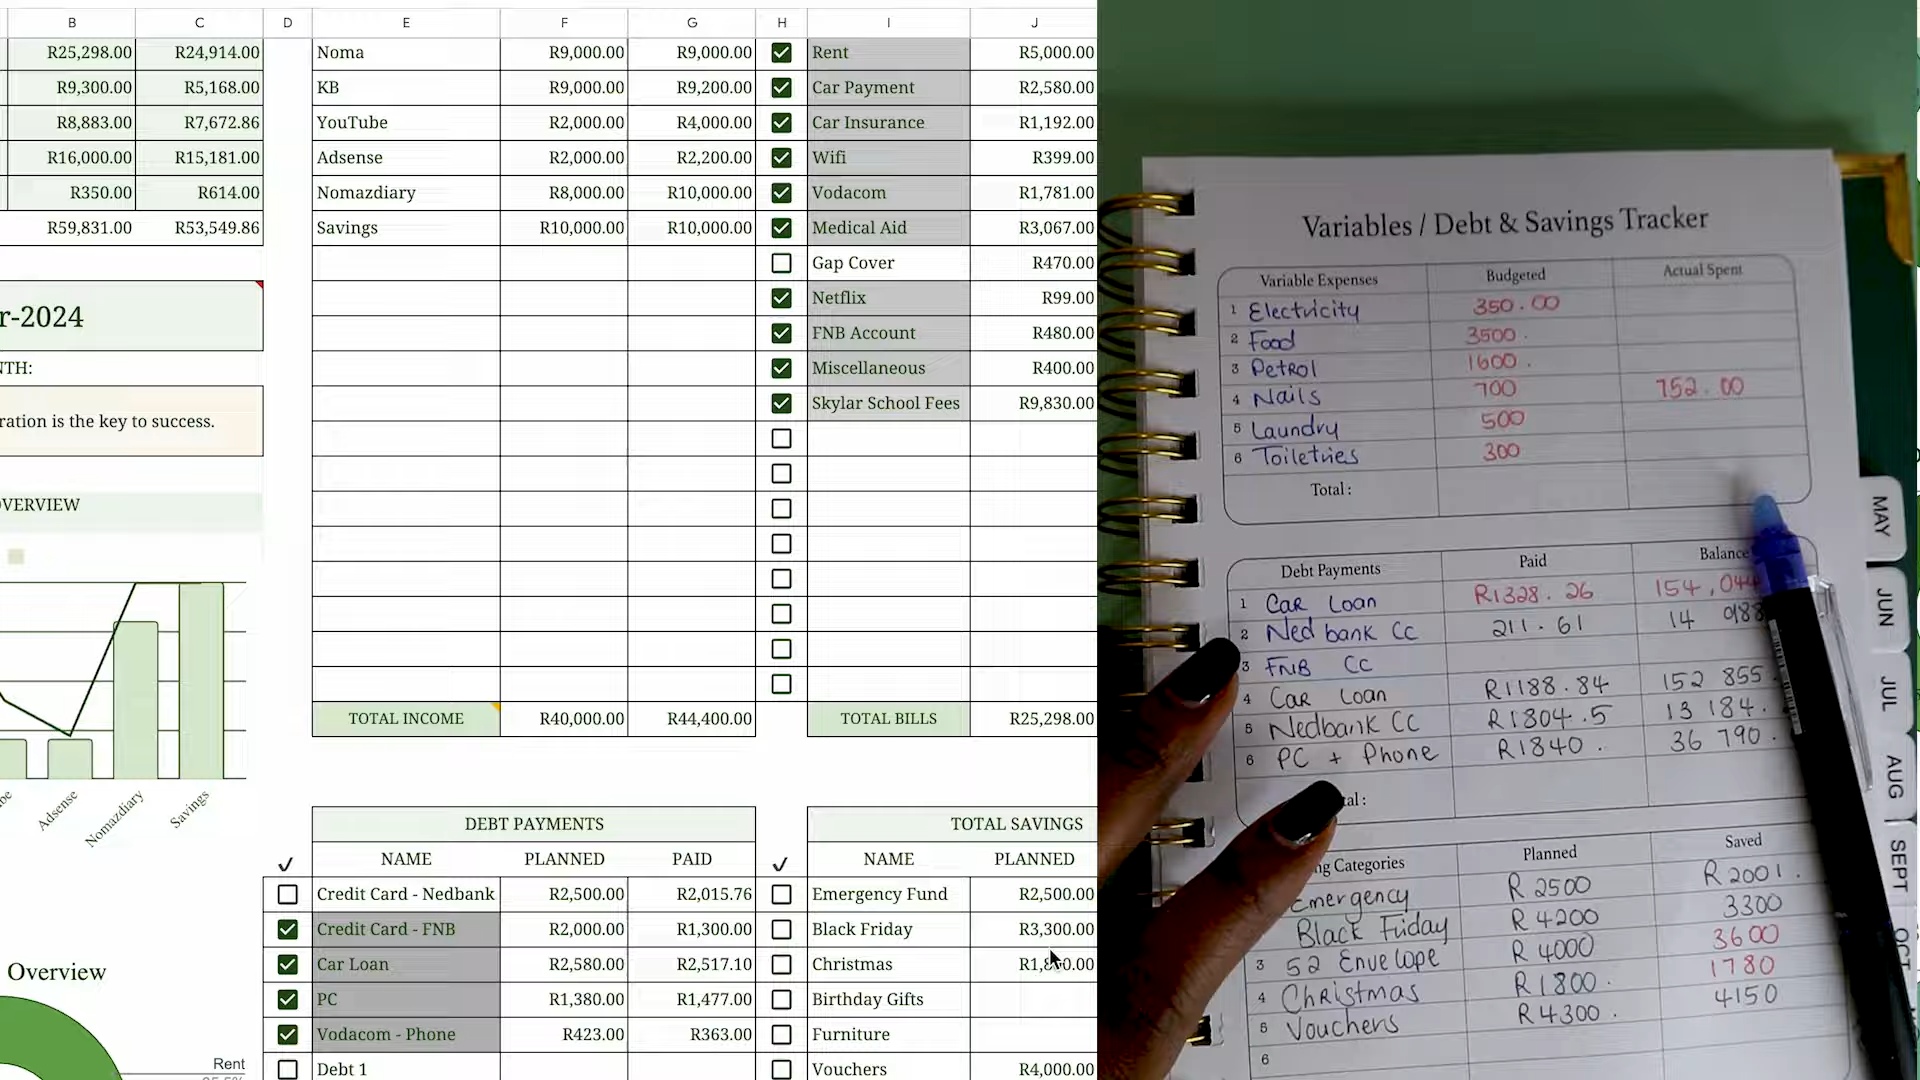 B C D E F G H I J
R25,298.00 R24,914.00
R9,300.00 R5,168.00
R8,883.00 R7,672.86
R16,000.00 R15,181.00
R350.00 R614.00
R59,831.00 R53,549.86
r-2024
NTH:
ration is the key to success.
OVERVIEW
Adsense
Nomazdiary
Savings
Overview
Rent
Noma R9,000.00 R9,000.00
KB R9,000.00 R9,200.00
YouTube R2,000.00 R4,000.00
Adsense R2,000.00 R2,200.00
Nomazdiary R8,000.00 R10,000.00
Savings R10,000.00 R10,000.00
TOTAL INCOME R40,000.00 R44,400.00
Rent R5,000.00
Car Payment R2,580.00
Car Insurance R1,192.00
Wifi R399.00
Vodacom R1,781.00
Medical Aid R3,067.00
Gap Cover R470.00
Netflix R99.00
FNB Account R480.00
Miscellaneous R400.00
Skylar School Fees R9,830.00
TOTAL BILLS R25,298.00
DEBT PAYMENTS
NAME PLANNED PAID
Credit Card - Nedbank R2,500.00 R2,015.76
Credit Card - FNB R2,000.00 R1,300.00
Car Loan R2,580.00 R2,517.10
PC R1,380.00 R1,477.00
Vodacom - Phone R423.00 R363.00
Debt 1
TOTAL SAVINGS
NAME PLANNED
Emergency Fund R2,500.00
Black Friday R3,300.00
Christmas
Birthday Gifts
Furniture
Vouchers R4,000.00
Variables / Debt & Savings Tracker
Variable Expenses Budgeted Actual Spent
1 Electricity 350.00
2 Food 3500.
3 Petrol 1600.
4 Nails 700 752.00
5 Laundry 500
6 Toiletries 300
Total:
Debt Payments Paid Balance
1 Car Loan R1328.26
2 Nedbank Cc 211.61
3 FNB Cc
4 Car Loan R1188.84 152 855
5 Nedbank Cc R1804.5 13 184.
6 PC + Phone R1840. 36 790.
tal:
ng Categories Planned Saved
Emergency R2500 R2001.
Black Friday R4200 3300
3 52 Envelope R4000 3600
4 Christmas R1800. 1780
5 Vouchers R4300. 4150
6
MAY
JUN
JUL
AUG
SEPT
OCT